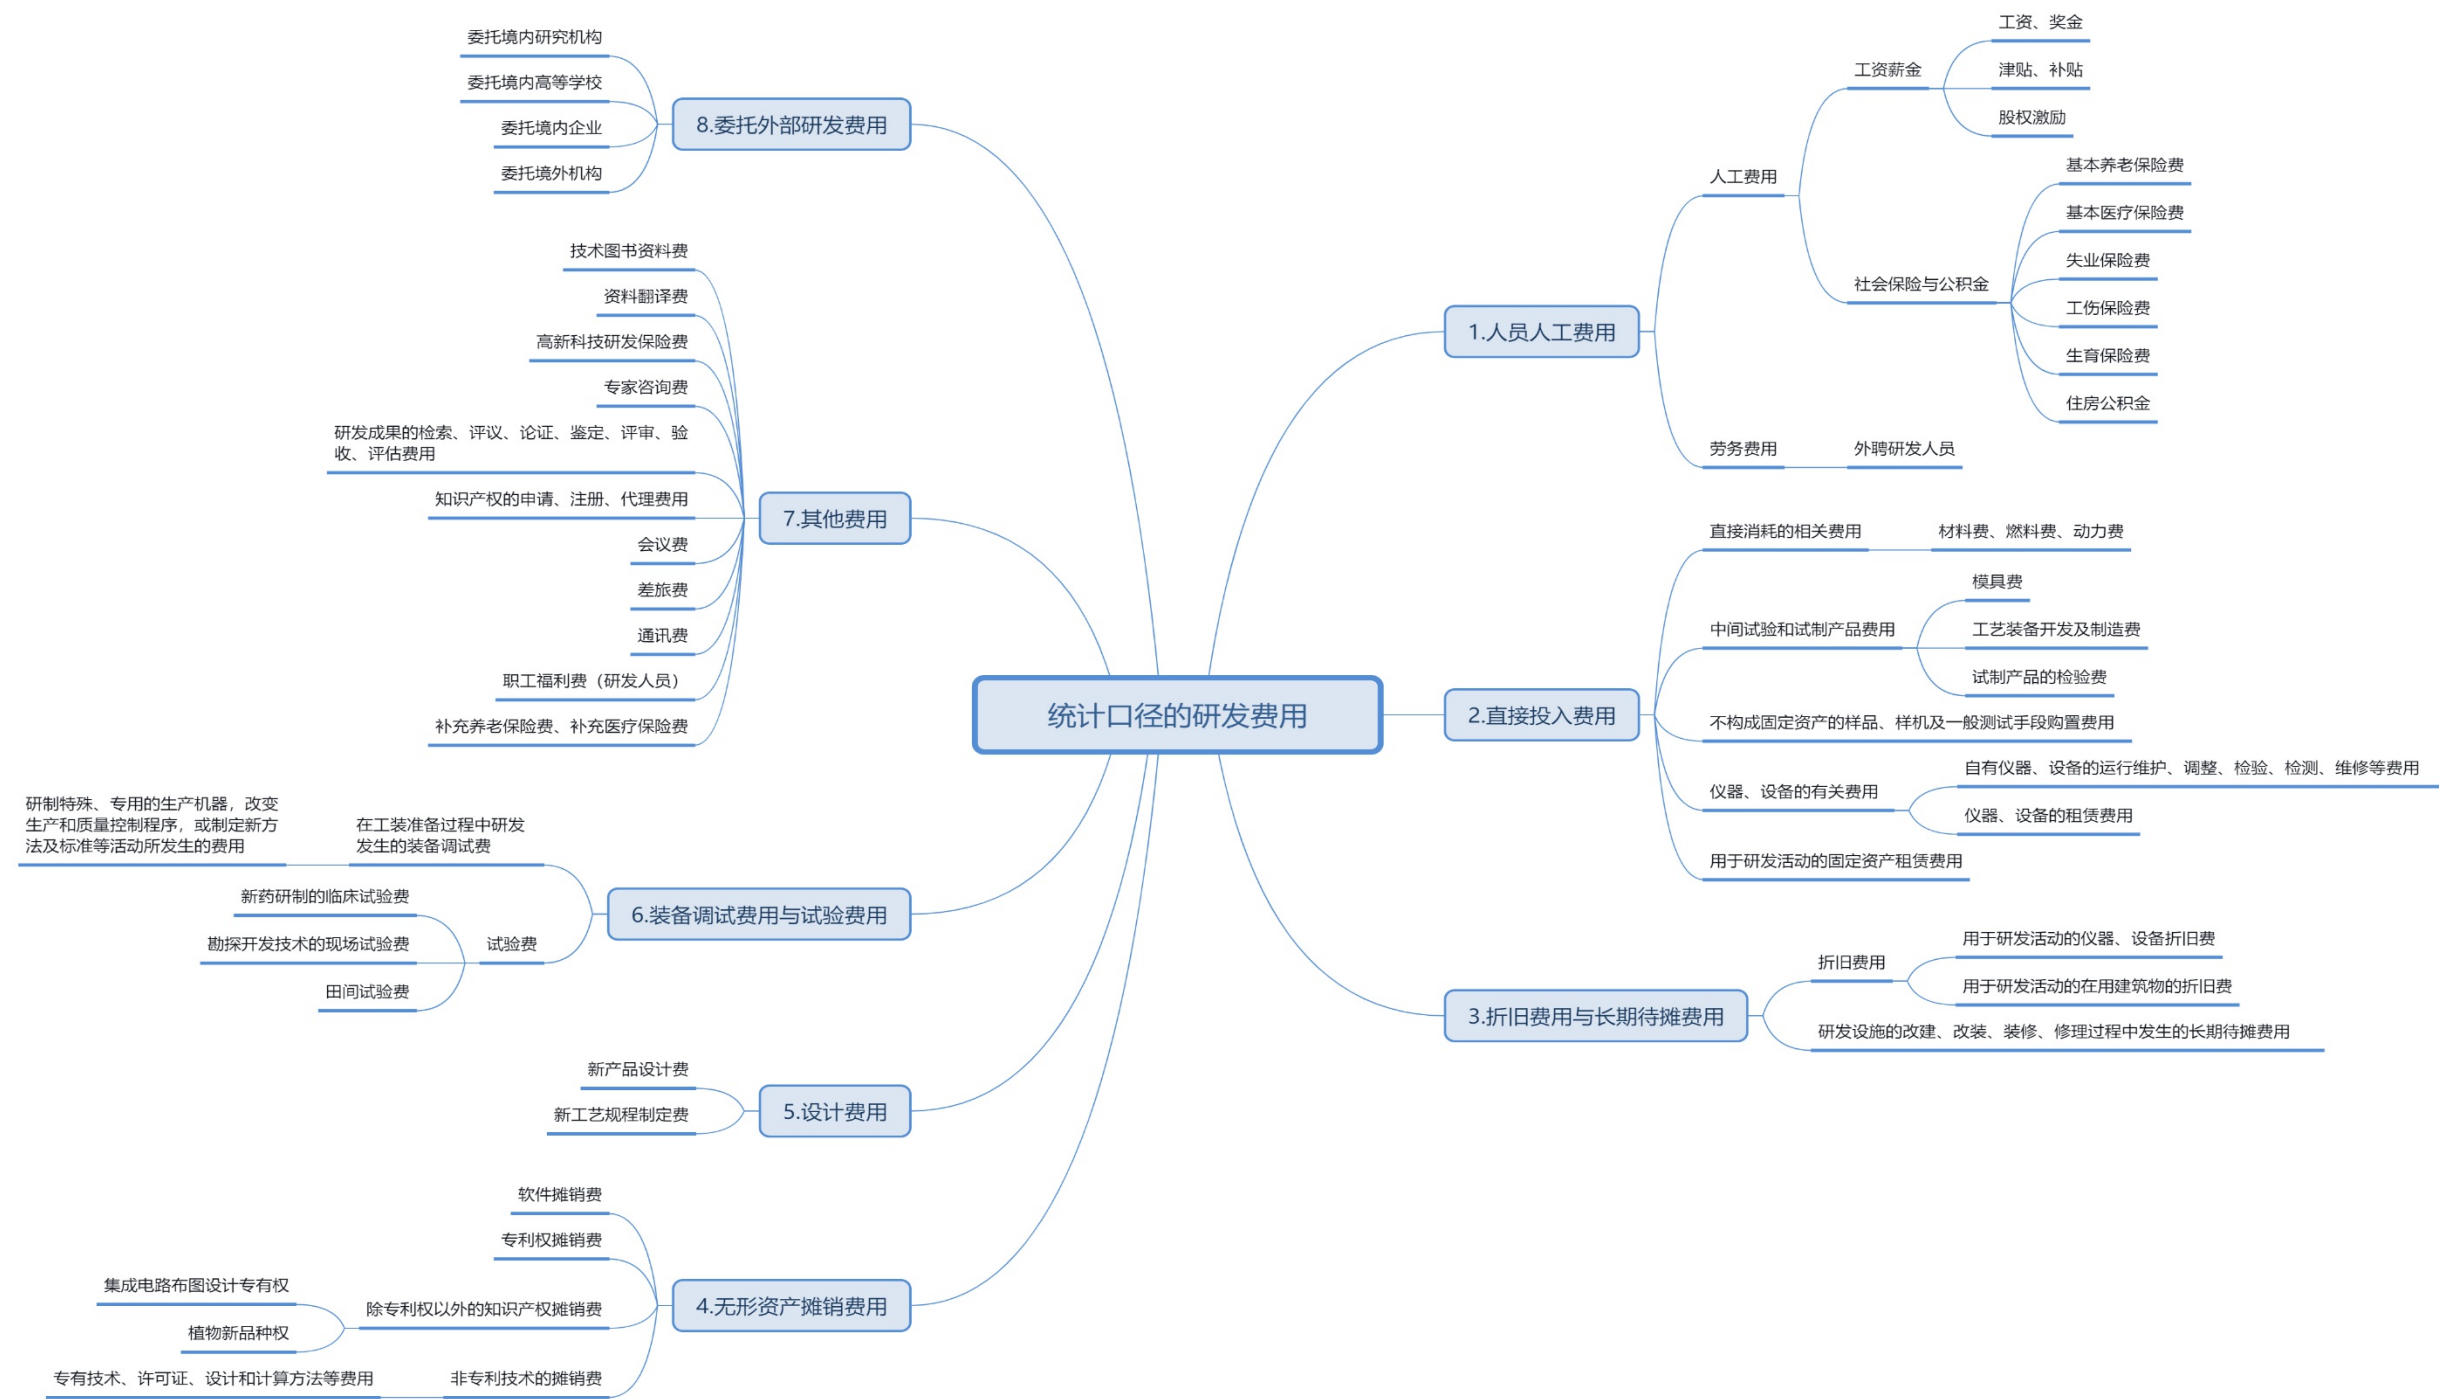 统计口径的研发费用
1.人员人工费用
人工费用
工资薪金
工资、奖金
津贴、补贴
股权激励
社会保险与公积金
基本养老保险费
基本医疗保险费
失业保险费
工伤保险费
生育保险费
住房公积金
劳务费用
外聘研发人员
2.直接投入费用
直接消耗的相关费用
材料费、燃料费、动力费
中间试验和试制产品费用
模具费
工艺装备开发及制造费
试制产品的检验费
不构成固定资产的样品、样机及一般测试手段购置费用
仪器、设备的有关费用
自有仪器、设备的运行维护、调整、检验、检测、维修等费用
仪器、设备的租赁费用
用于研发活动的固定资产租赁费用
3.折旧费用与长期待摊费用
折旧费用
用于研发活动的仪器、设备折旧费
用于研发活动的在用建筑物的折旧费
研发设施的改建、改装、装修、修理过程中发生的长期待摊费用
4.无形资产摊销费用
软件摊销费
专利权摊销费
除专利权以外的知识产权摊销费
集成电路布图设计专有权
植物新品种权
非专利技术的摊销费
专有技术、许可证、设计和计算方法等费用
5.设计费用
新产品设计费
新工艺规程制定费
6.装备调试费用与试验费用
在工装准备过程中研发
发生的装备调试费
研制特殊、专用的生产机器，改变
生产和质量控制程序，或制定新方
法及标准等活动所发生的费用
试验费
新药研制的临床试验费
勘探开发技术的现场试验费
田间试验费
7.其他费用
技术图书资料费
资料翻译费
高新科技研发保险费
专家咨询费
研发成果的检索、评议、论证、鉴定、评审、验
收、评估费用
知识产权的申请、注册、代理费用
会议费
差旅费
通讯费
职工福利费（研发人员）
补充养老保险费、补充医疗保险费
8.委托外部研发费用
委托境内研究机构
委托境内高等学校
委托境内企业
委托境外机构